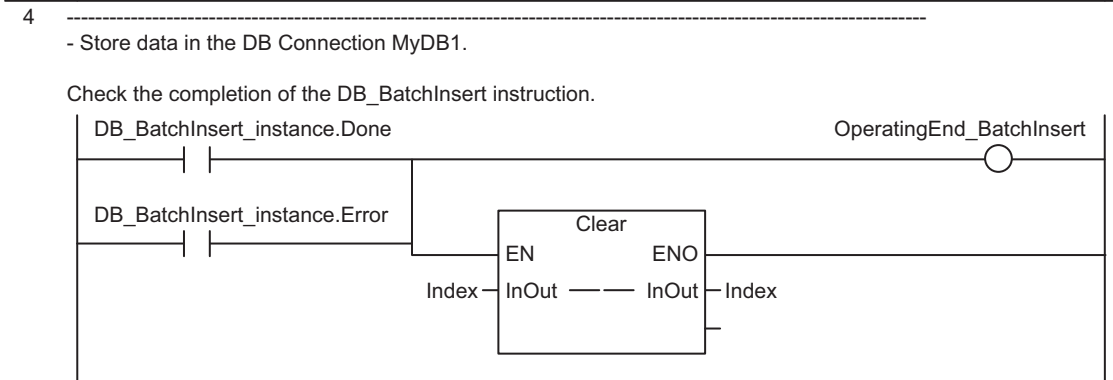 4 ------------------------------------------------------------------------------------------------------------------------
- Store data in the DB Connection MyDB1.
Check the completion of the DB_BatchInsert instruction.
DB_BatchInsert_instance.Done OperatingEnd_BatchInsert
DB_BatchInsert_instance.Error
Clear
EN ENO
Index InOut InOut Index